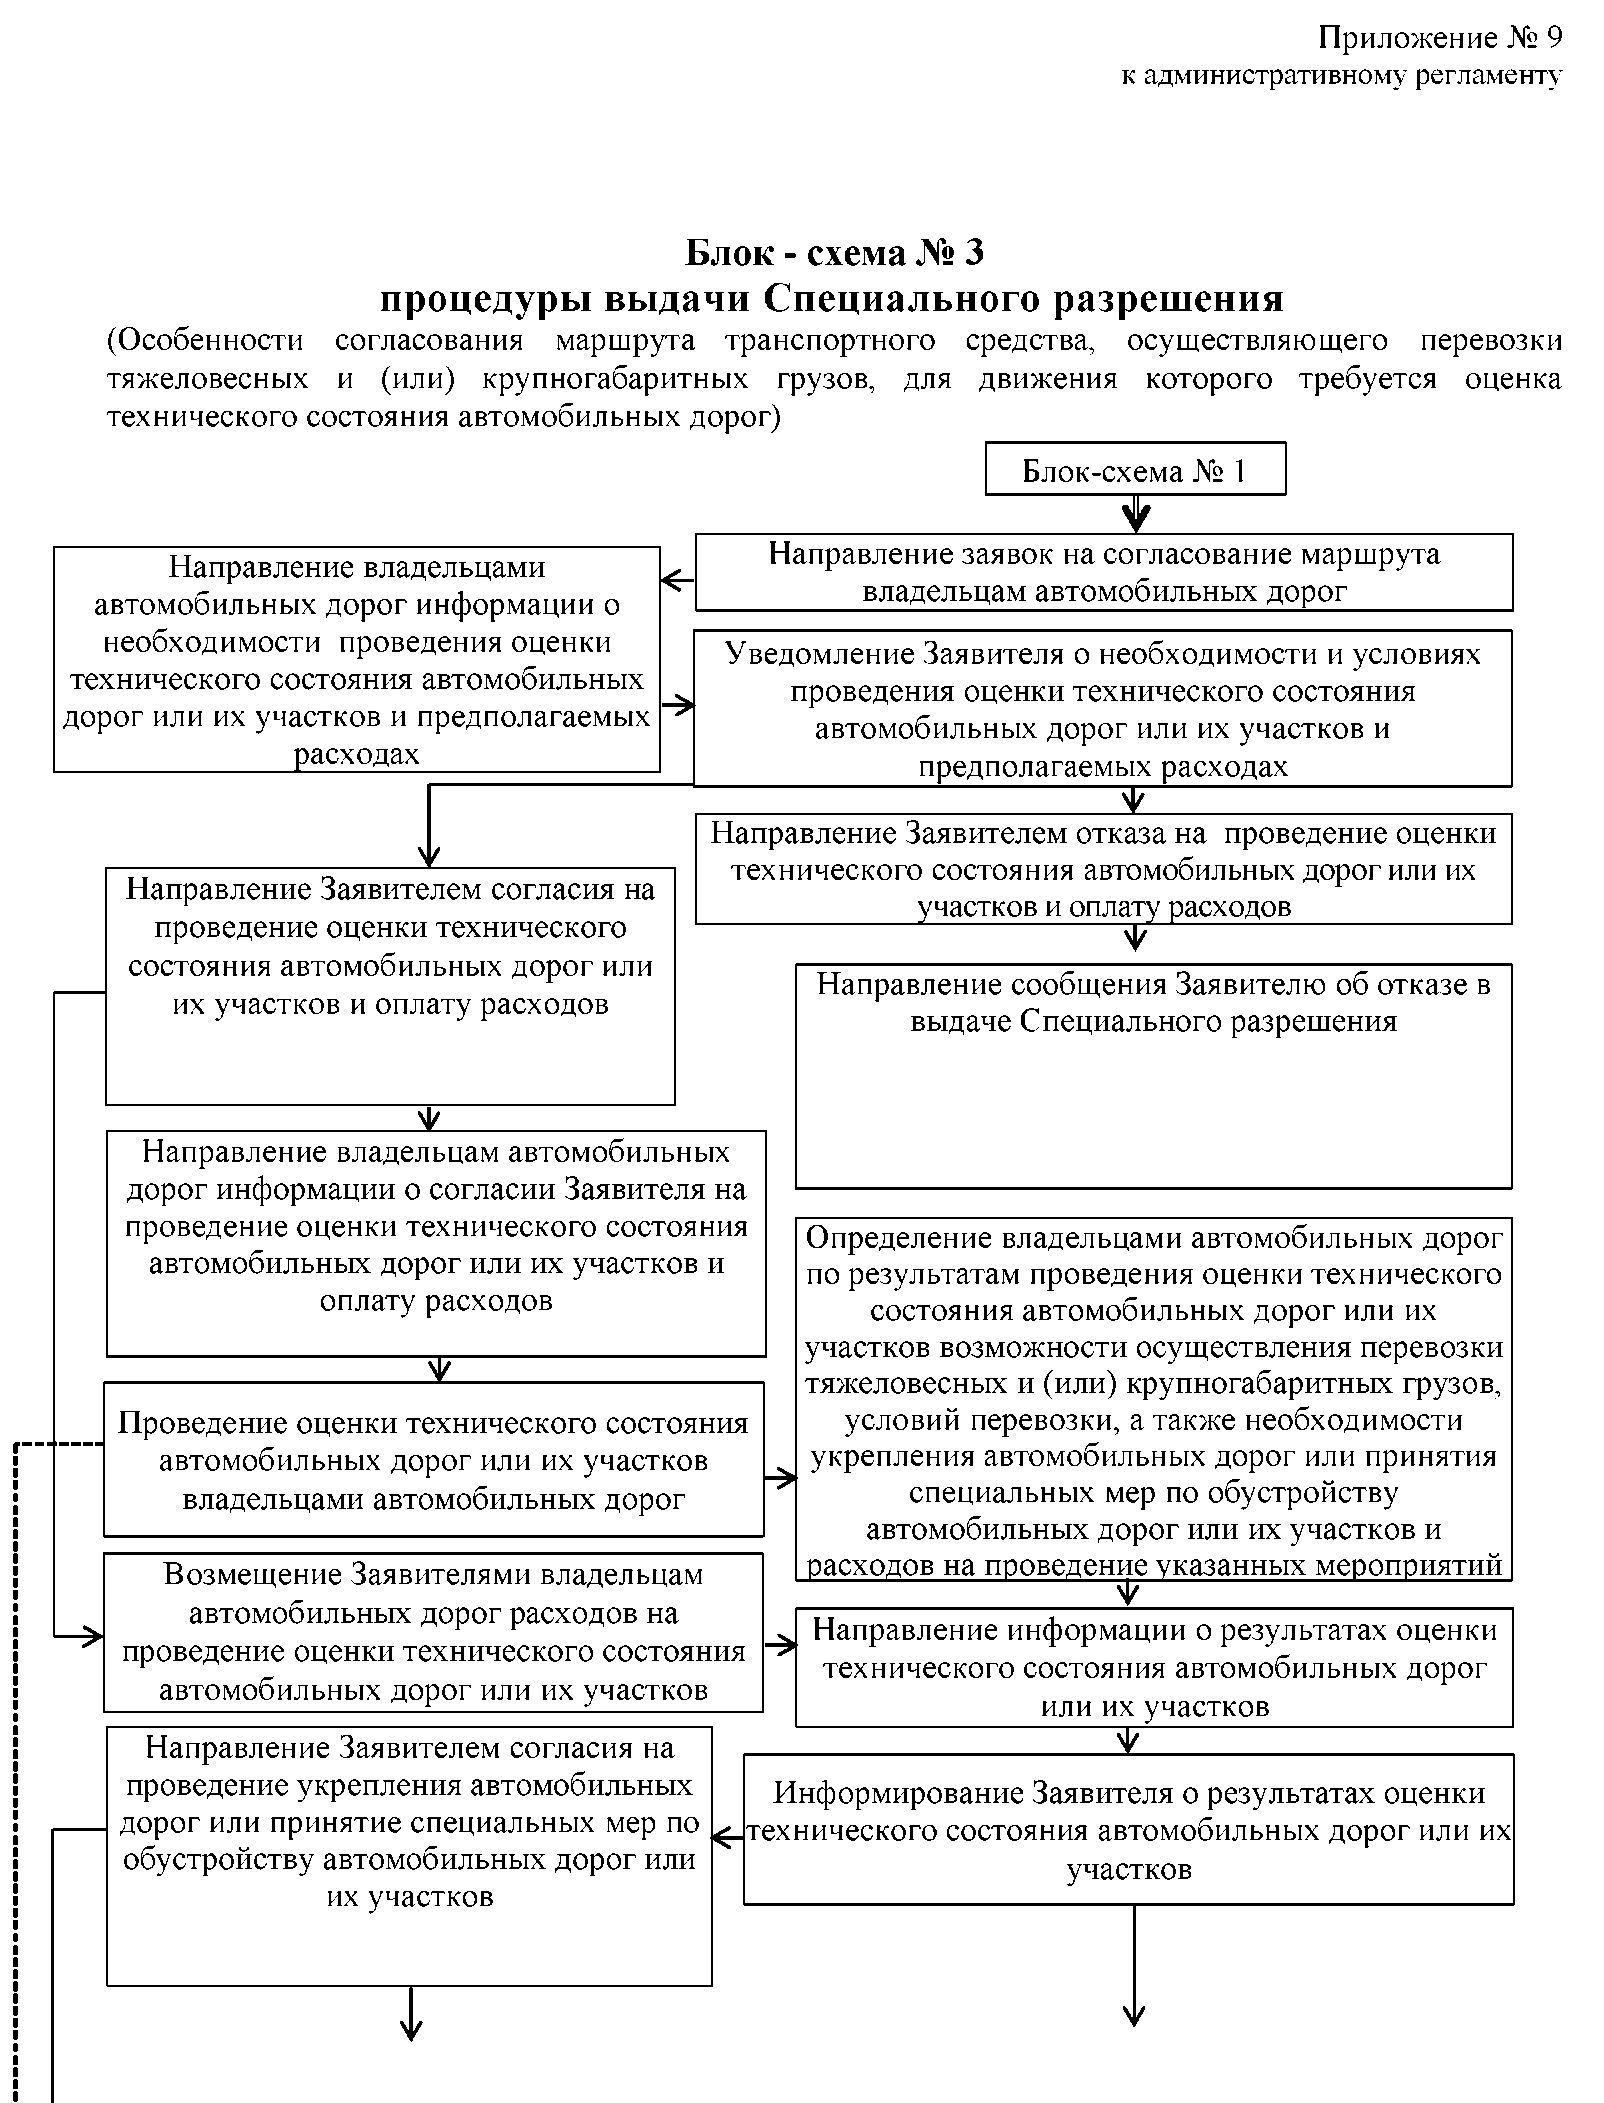 Приложение № 9
к административному регламенту
Блок - схема № 3
процедуры выдачи Специального разрешения
(Особенности согласования маршрута транспортного средства, осуществляющего перевозки
тяжеловесных и (или) крупногабаритных грузов, для движения которого требуется оценка
технического состояния автомобильных дорог)
Блок-схема № 1
Направление заявок на согласование маршрута
владельцам автомобильных дорог
Направление владельцами
автомобильных дорог информации о
необходимости проведения оценки
технического состояния автомобильных
дорог или их участков и предполагаемых
расходах
Уведомление Заявителя о необходимости и условиях
проведения оценки технического состояния
автомобильных дорог или их участков и
предполагаемых расходах
Направление Заявителем отказа на проведение оценки
технического состояния автомобильных дорог или их
участков и оплату расходов
Направление Заявителем согласия на
проведение оценки технического
состояния автомобильных дорог или
их участков и оплату расходов
Направление сообщения Заявителю об отказе в
выдаче Специального разрешения
Направление владельцам автомобильных
дорог информации о согласии Заявителя на
проведение оценки технического состояния
автомобильных дорог или их участков и
оплату расходов
Определение владельцами автомобильных дорог
по результатам проведения оценки технического
состояния автомобильных дорог или их
участков возможности осуществления перевозки
тяжеловесных и (или) крупногабаритных грузов,
условий перевозки, а также необходимости
укрепления автомобильных дорог или принятия
специальных мер по обустройству
автомобильных дорог или их участков и
расходов на проведение указанных мероприятий
Проведение оценки технического состояния
автомобильных дорог или их участков
владельцами автомобильных дорог
Возмещение Заявителями владельцам
автомобильных дорог расходов на
проведение оценки технического состояния
автомобильных дорог или их участков
Направление информации о результатах оценки
технического состояния автомобильных дорог
или их участков
Направление Заявителем согласия на
проведение укрепления автомобильных
дорог или принятие специальных мер по
обустройству автомобильных дорог или
их участков
Информирование Заявителя о результатах оценки
технического состояния автомобильных дорог или их
участков